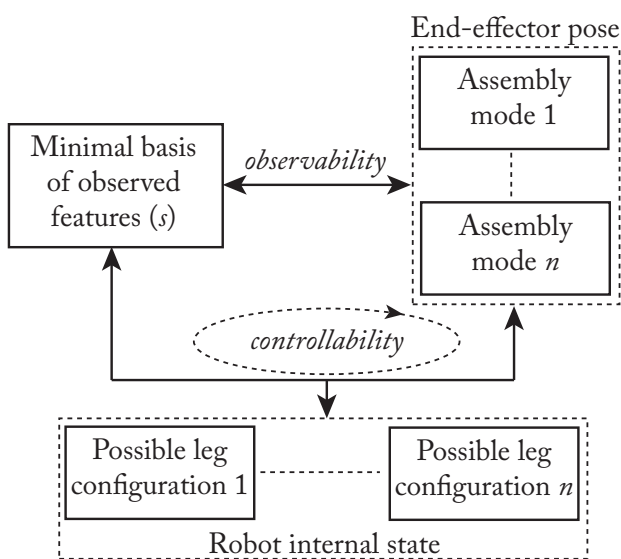 End-effector pose
Assembly
mode 1
Minimal basis
of observed
features (s)
observability
Assembly
mode n
controllability
Possible leg
configuration 1
Possible leg
configuration n
Robot internal state